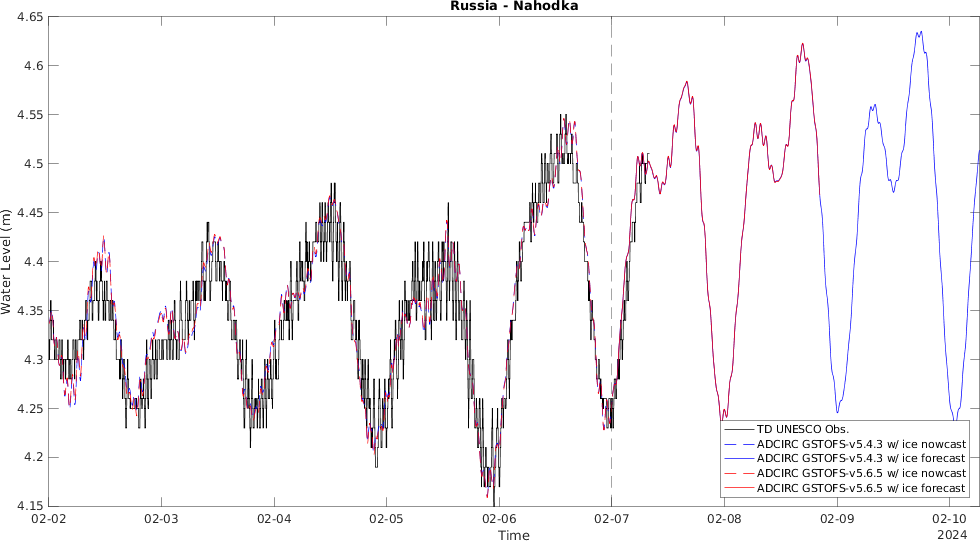 Russia - Nahodka
4.65
4.6
4.55
4.5
4.45
4.4
4.35
4.3
4.25
4.2
4.15
Water Level (m)
TD UNESCO Obs.
ADCIRC GSTOFS-v5.4.3 w/ ice nowcast
ADCIRC GSTOFS-v5.4.3 w/ ice forecast
ADCIRC GSTOFS-v5.6.5 w/ ice nowcast
ADCIRC GSTOFS-v5.6.5 w/ ice forecast
02-02 02-03 02-04 02-05 02-06 02-07 02-08 02-09 02-10
Time
2024